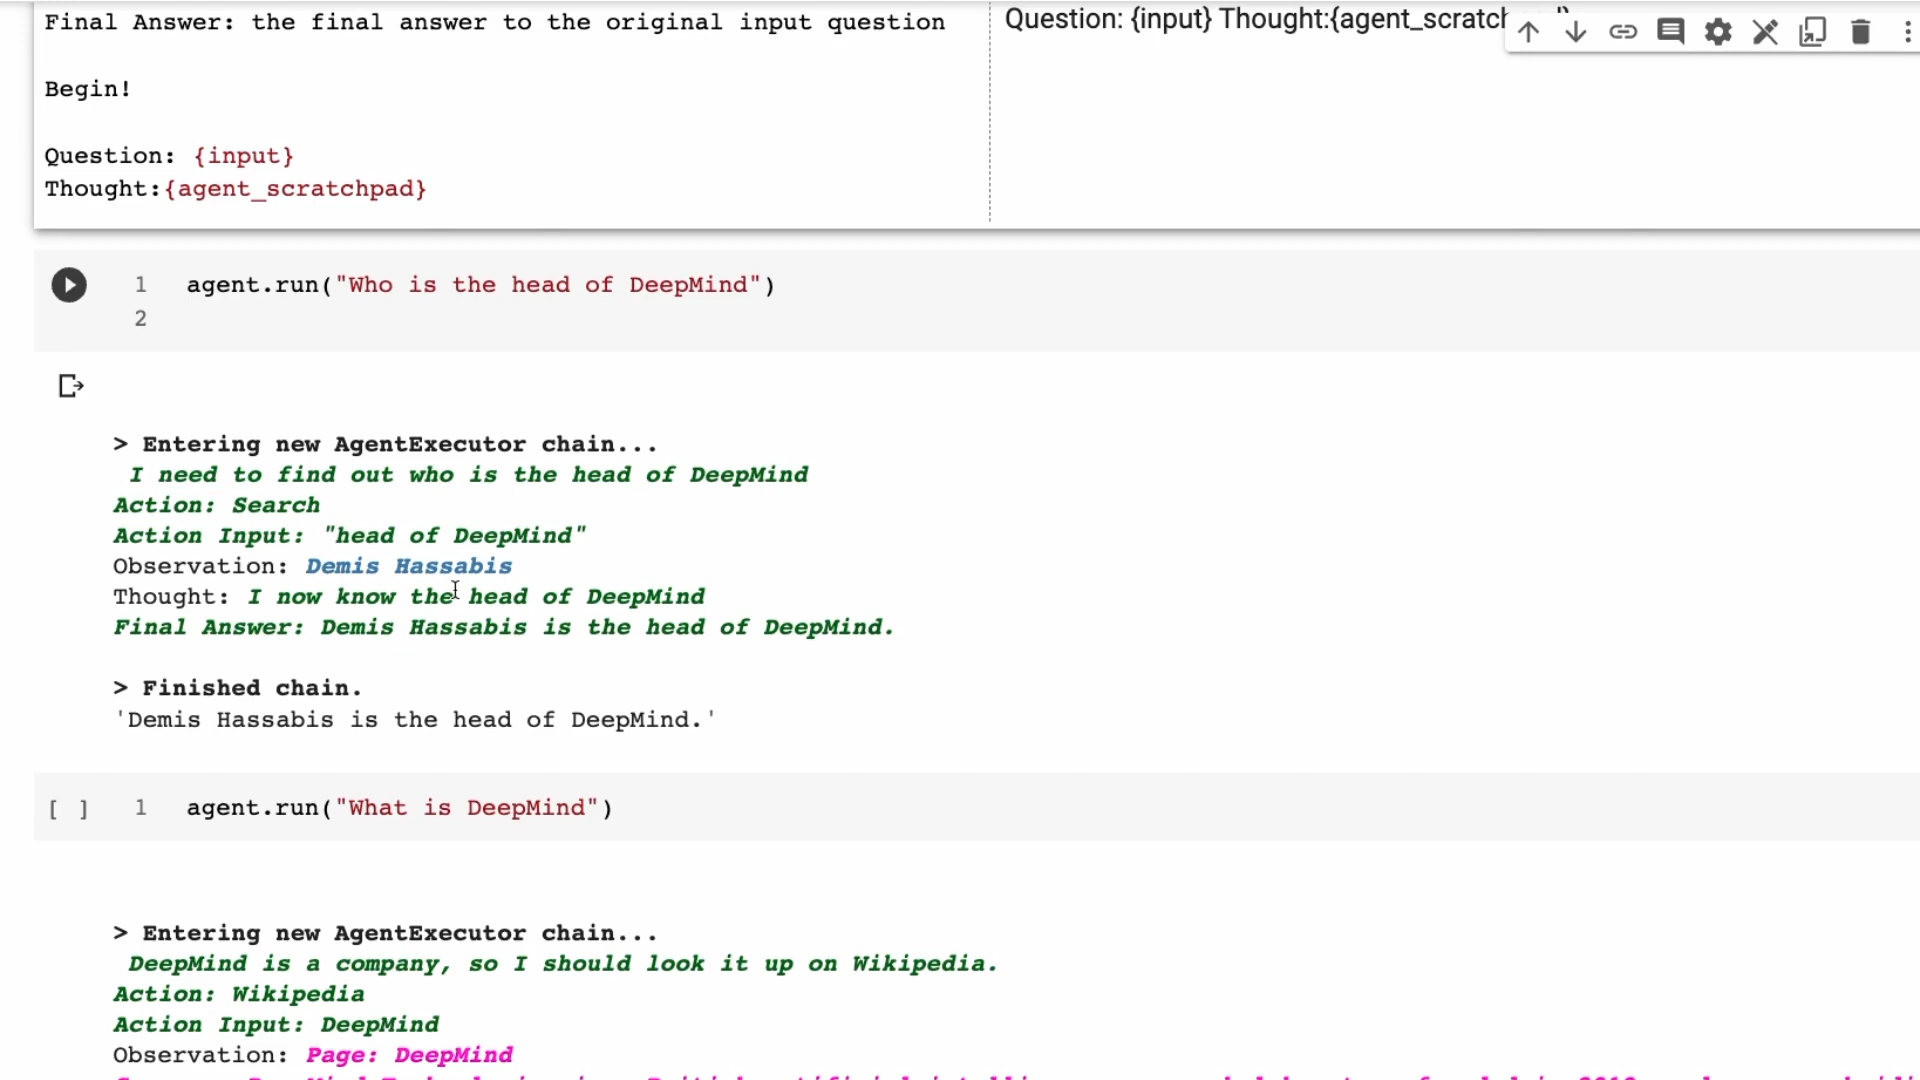 Final Answer: the final answer to the original input question
Question: {input} Thought:{agent_scratch
Begin!
Question: {input}
Thought:{agent_scratchpad}
1 agent.run("Who is the head of DeepMind")
2
> Entering new AgentExecutor chain...
I need to find out who is the head of DeepMind
Action: Search
Action Input: "head of DeepMind"
Observation: Demis Hassabis
Thought: I now know the head of DeepMind
Final Answer: Demis Hassabis is the head of DeepMind.
> Finished chain.
'Demis Hassabis is the head of DeepMind.'
[ ] 1 agent.run("What is DeepMind")
> Entering new AgentExecutor chain...
DeepMind is a company, so I should look it up on Wikipedia.
Action: Wikipedia
Action Input: DeepMind
Observation: Page: DeepMind